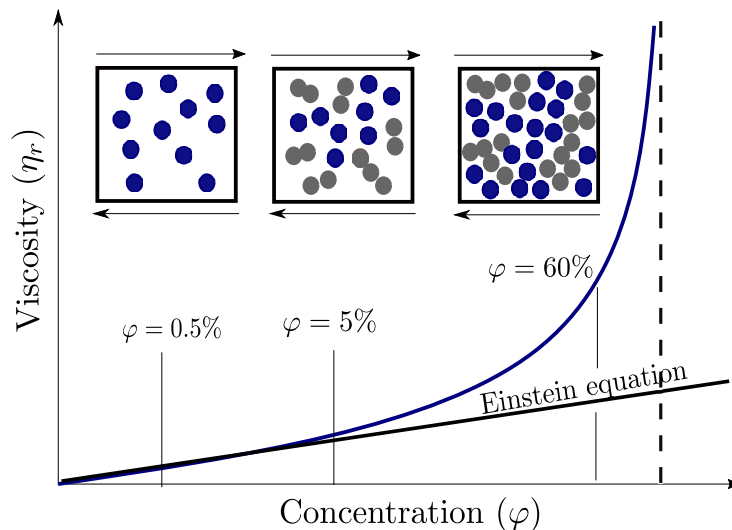 Viscosity (η_r)
φ = 60%
φ = 0.5%
φ = 5%
Einstein equation
Concentration (φ)